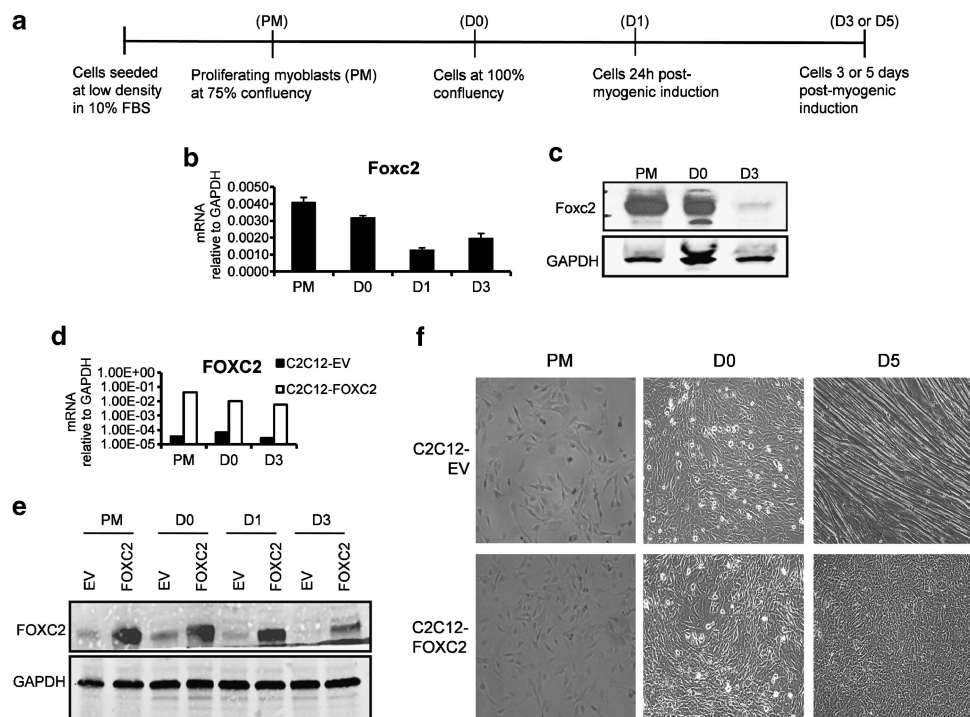 a
(PM)
(D0)
(D1)
(D3 or D5)
Cells seeded
at low density
in 10% FBS
Proliferating myoblasts (PM)
at 75% confluency
Cells at 100%
confluency
Cells 24h post-
myogenic induction
Cells 3 or 5 days
post-myogenic
induction
b
Foxc2
mRNA
relative to GAPDH
0.0050
0.0040
0.0030
0.0020
0.0010
0.0000
PM
D0
D1
D3
c
PM
D0
D3
Foxc2
GAPDH
d
FOXC2
C2C12-EV
C2C12-FOXC2
mRNA
relative to GAPDH
1.00E+00
1.00E-01
1.00E-02
1.00E-03
1.00E-04
1.00E-05
PM
D0
D3
e
PM
D0
D1
D3
EV
FOXC2
EV
FOXC2
EV
FOXC2
EV
FOXC2
FOXC2
GAPDH
f
PM
D0
D5
C2C12-
EV
C2C12-
FOXC2